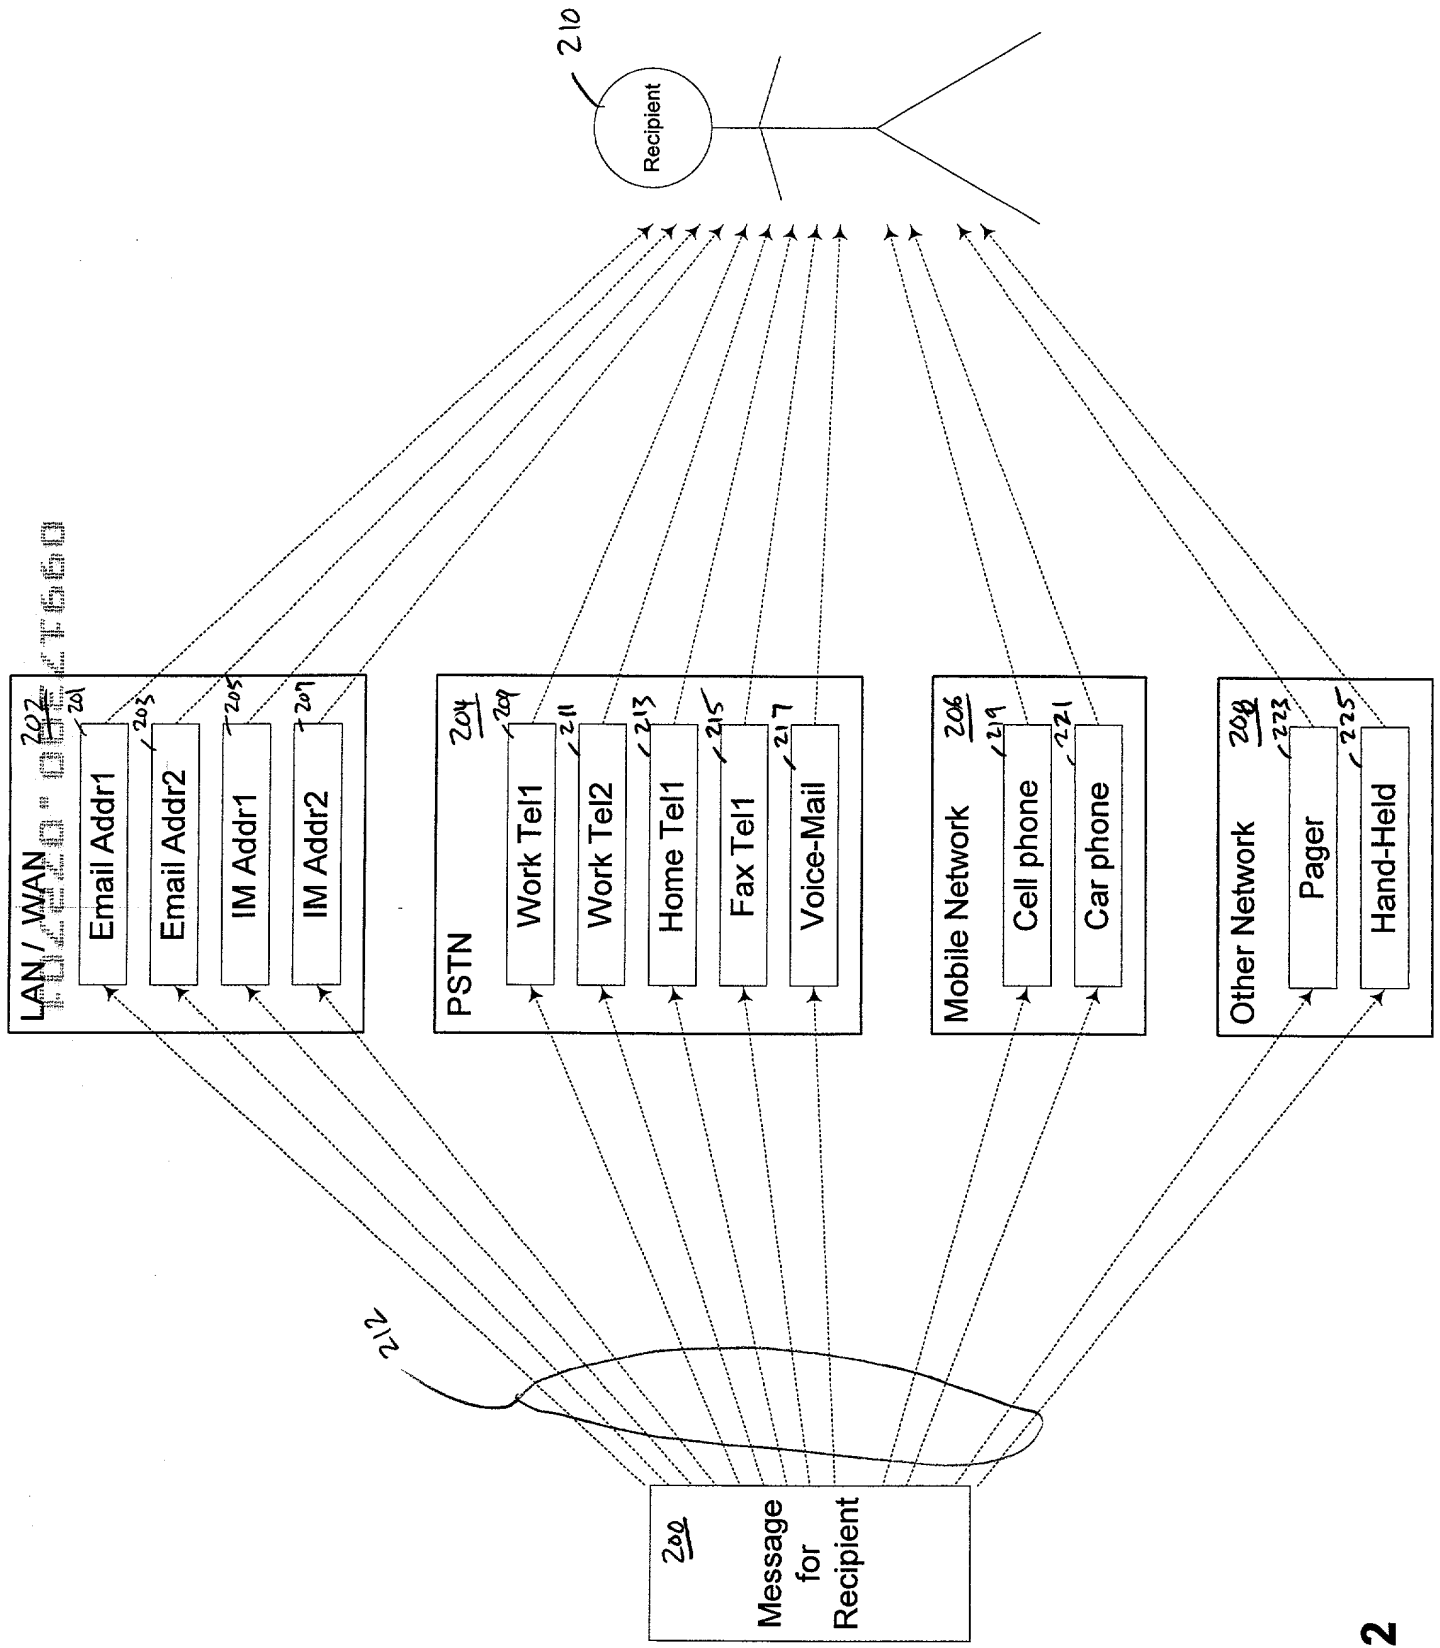 LAN / WAN
202
201
Email Addr1
203
Email Addr2
205
IM Addr1
207
IM Addr2
PSTN
204
209
Work Tel1
211
Work Tel2
213
Home Tel1
215
Fax Tel1
217
Voice-Mail
Mobile Network
206
219
Cell phone
221
Car phone
Other Network
208
223
Pager
225
Hand-Held
212
200
Message
for
Recipient
210
Recipient
2